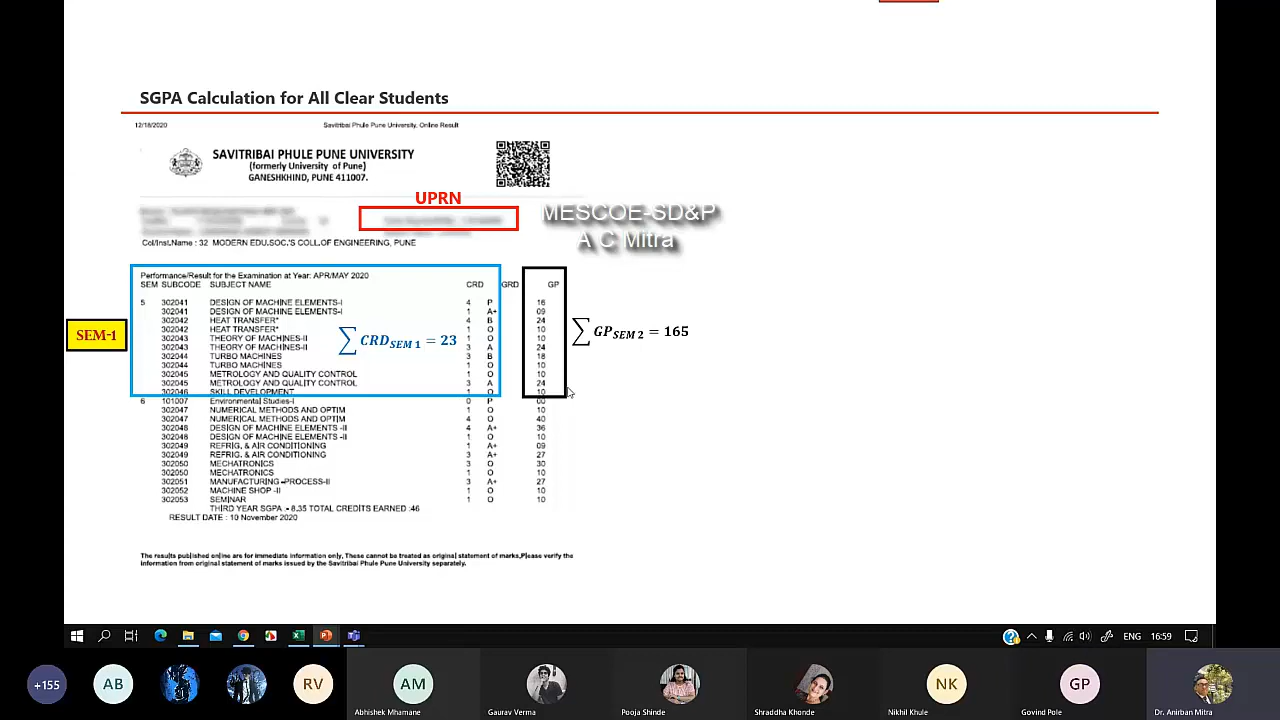 SGPA Calculation for All Clear Students
12/18/2020 Savitribai Phule Pune University, Online Result
SAVITRIBAI PHULE PUNE UNIVERSITY
(formerly University of Pune)
GANESHKHIND, PUNE 411007.
UPRN
MESCOE-SD&P
A C Mitra
Col/Inst.Name : 32 MODERN EDU.SOC.'S COLL.OF ENGINEERING, PUNE
Performance/Result for the Examination at Year: APR/MAY 2020
SEM SUBCODE SUBJECT NAME CRD GRD GP
5 302041 DESIGN OF MACHINE ELEMENTS-I 4 P 16
302041 DESIGN OF MACHINE ELEMENTS-I 1 A+ 09
302042 HEAT TRANSFER* 4 B 24
302042 HEAT TRANSFER* 1 O 10
302043 THEORY OF MACHINES-II 1 O 10
302043 THEORY OF MACHINES-II 3 A 24
302044 TURBO MACHINES 3 B 18
302044 TURBO MACHINES 1 O 10
302045 METROLOGY AND QUALITY CONTROL 1 O 10
302045 METROLOGY AND QUALITY CONTROL 3 A 24
302046 SKILL DEVELOPMENT 1 O 10
SEM-1
∑ CRD SEM 1 = 23
∑ GP SEM 2 = 165
6 101007 Environmental Studies-I 0 P 00
302047 NUMERICAL METHODS AND OPTIM 1 O 10
302047 NUMERICAL METHODS AND OPTIM 4 O 40
302048 DESIGN OF MACHINE ELEMENTS -II 4 A+ 36
302048 DESIGN OF MACHINE ELEMENTS -II 1 O 10
302049 REFRIG. & AIR CONDITIONING 1 A+ 09
302049 REFRIG. & AIR CONDITIONING 3 A+ 27
302050 MECHATRONICS 3 O 30
302050 MECHATRONICS 1 O 10
302051 MANUFACTURING -PROCESS-II 3 A+ 27
302052 MACHINE SHOP -II 1 O 10
302053 SEMINAR 1 O 10
THIRD YEAR SGPA :- 8.35 TOTAL CREDITS EARNED :46
RESULT DATE : 10 November 2020
The results published online are for immediate information only, These cannot be treated as original statement of marks,Please verify the
information from original statement of marks issued by the Savitribai Phule Pune University separately.
ENG 16:59
+155 AB RV AM NK GP
Abhishek Mhamane Gaurav Verma Pooja Shinde Shraddha Khonde Nikhil Khule Govind Pole Dr. Anirban Mitra